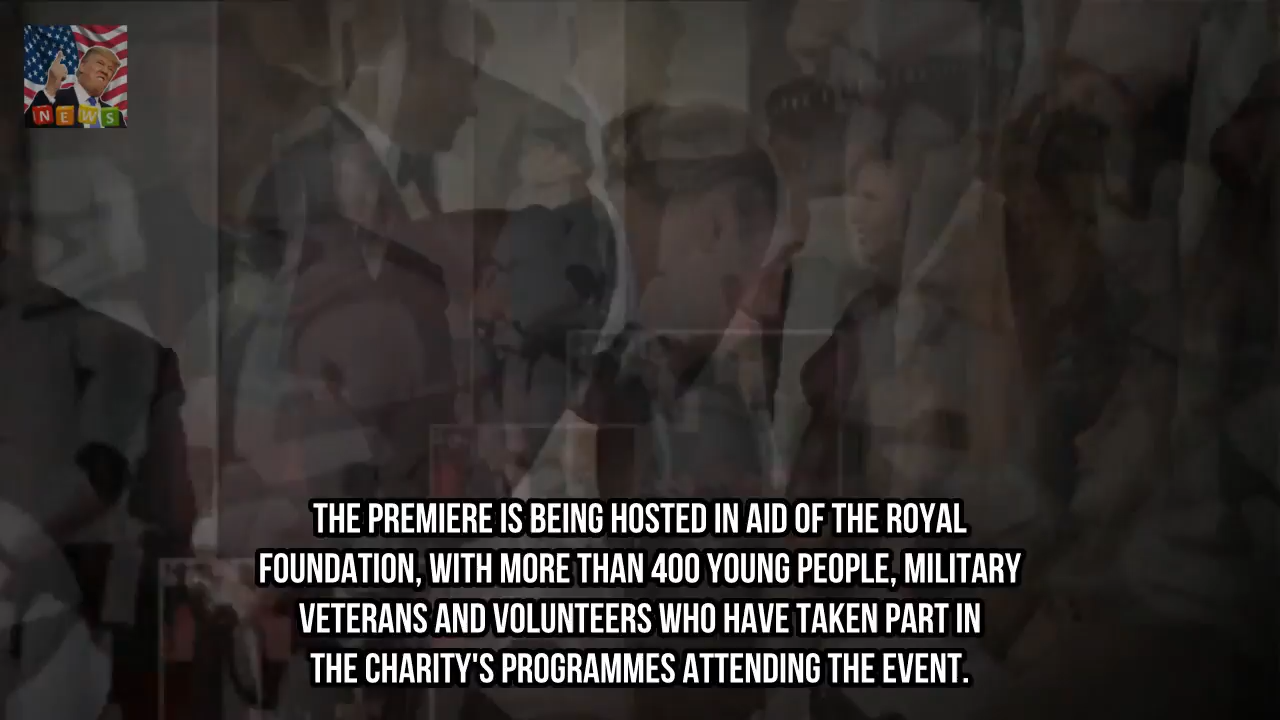 NEWS
THE PREMIERE IS BEING HOSTED IN AID OF THE ROYAL
FOUNDATION, WITH MORE THAN 400 YOUNG PEOPLE, MILITARY
VETERANS AND VOLUNTEERS WHO HAVE TAKEN PART IN
THE CHARITY'S PROGRAMMES ATTENDING THE EVENT.